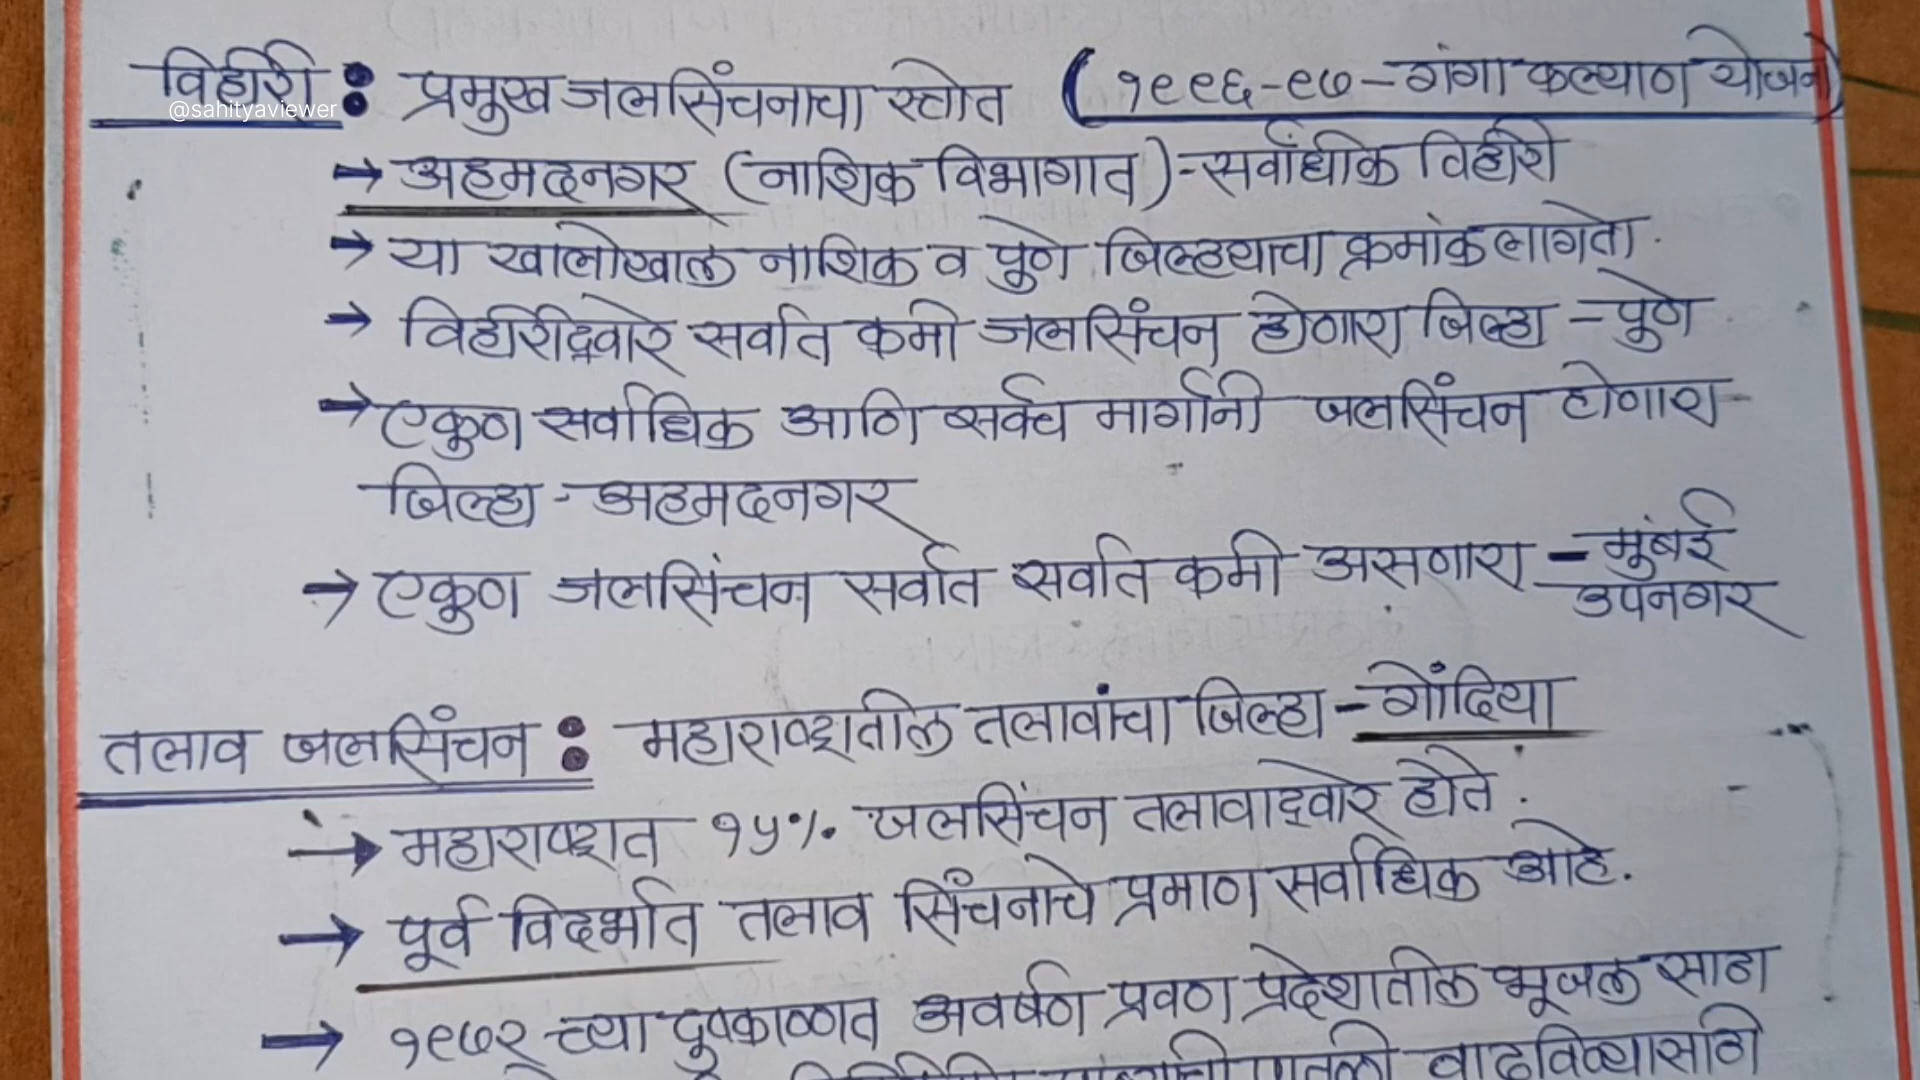 विहीरी : प्रमुख जलसिंचनाचा स्त्रोत (१९९६-९७ - गंगा कल्याण योजना)
@sahityaviewer
→ अहमदनगर (नाशिक विभागात) - सर्वाधीक विहीरी
→ या खालोखाल नाशिक व पुणे जिल्ह्याचा क्रमांक लागतो.
→ विहीरीद्वारे सर्वात कमी जलसिंचन होणारा जिल्हा - पुणे
→ एकुण सर्वाधिक आणि सर्वच मार्गांनी जलसिंचन होणारा
जिल्हा - अहमदनगर
→ एकुण जलसिंचन सर्वात सर्वात कमी असणारा - मुंबई
उपनगर
तलाव जलसिंचन : महाराष्ट्रातील तलावांचा जिल्हा - गोंदिया
→ महाराष्ट्रात १५% जलसिंचन तलावाद्वारे होते.
→ पूर्व विदर्भात तलाव सिंचनाचे प्रमाण सर्वाधिक आहे.
→ १९७२ च्या दुष्काळात अवर्षण प्रवण प्रदेशातील भूजल साठा
वाढविण्यासाठी